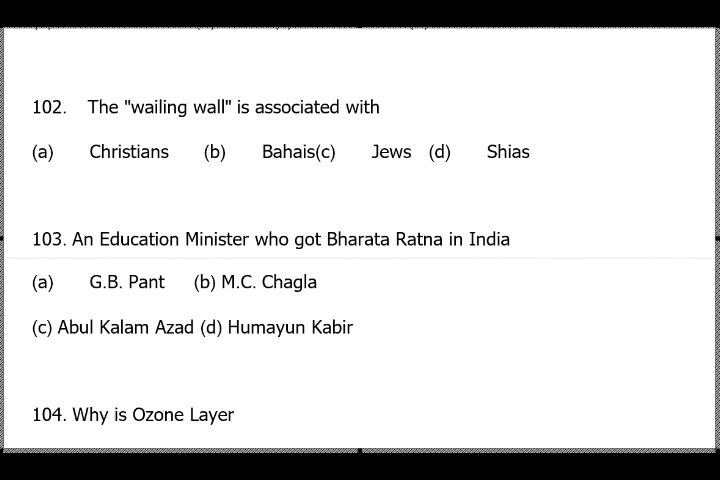 102. The "wailing wall" is associated with
(a) Christians (b) Bahais(c) Jews (d) Shias
103. An Education Minister who got Bharata Ratna in India
(a) G.B. Pant (b) M.C. Chagla
(c) Abul Kalam Azad (d) Humayun Kabir
104. Why is Ozone Layer